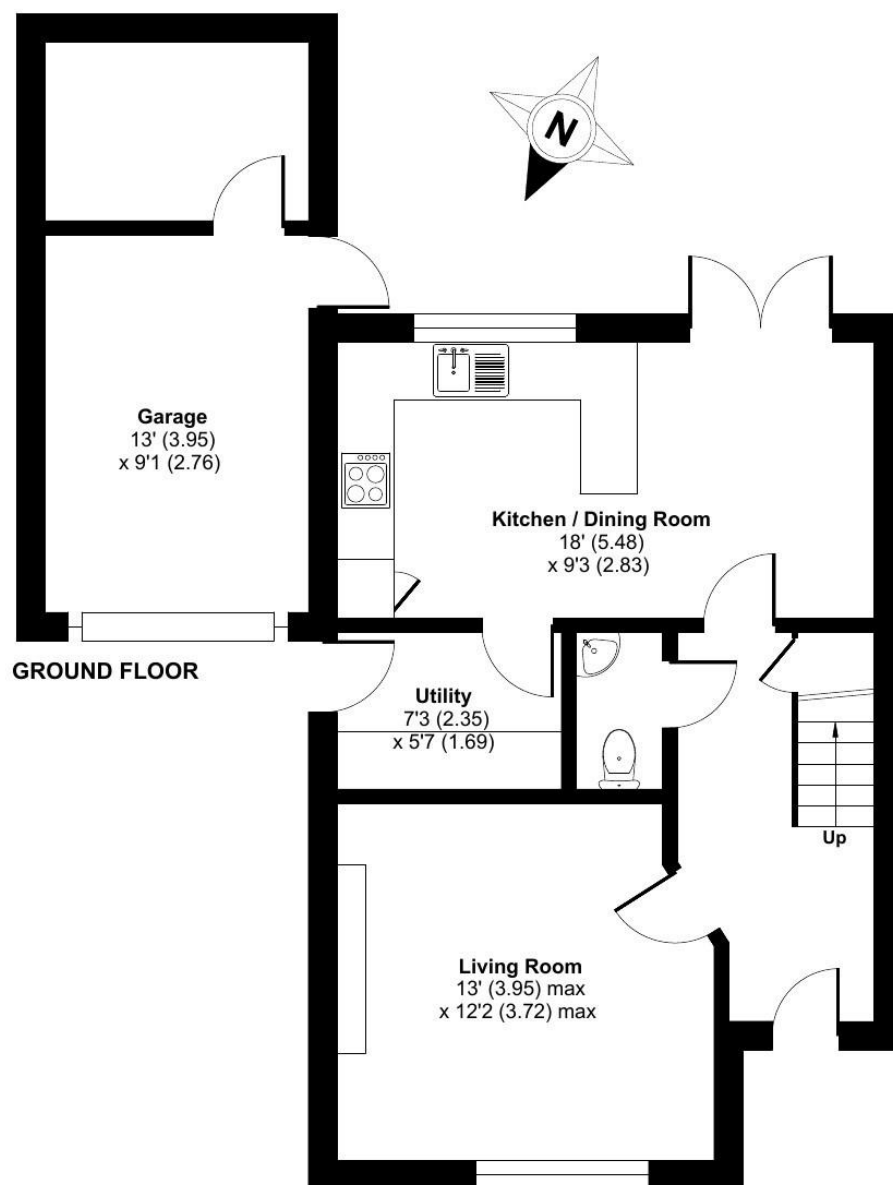 N
Garage
13' (3.95)
x 9'1 (2.76)
Kitchen / Dining Room
18' (5.48)
x 9'3 (2.83)
GROUND FLOOR
Utility
7'3 (2.35)
x 5'7 (1.69)
Up
Living Room
13' (3.95) max
x 12'2 (3.72) max